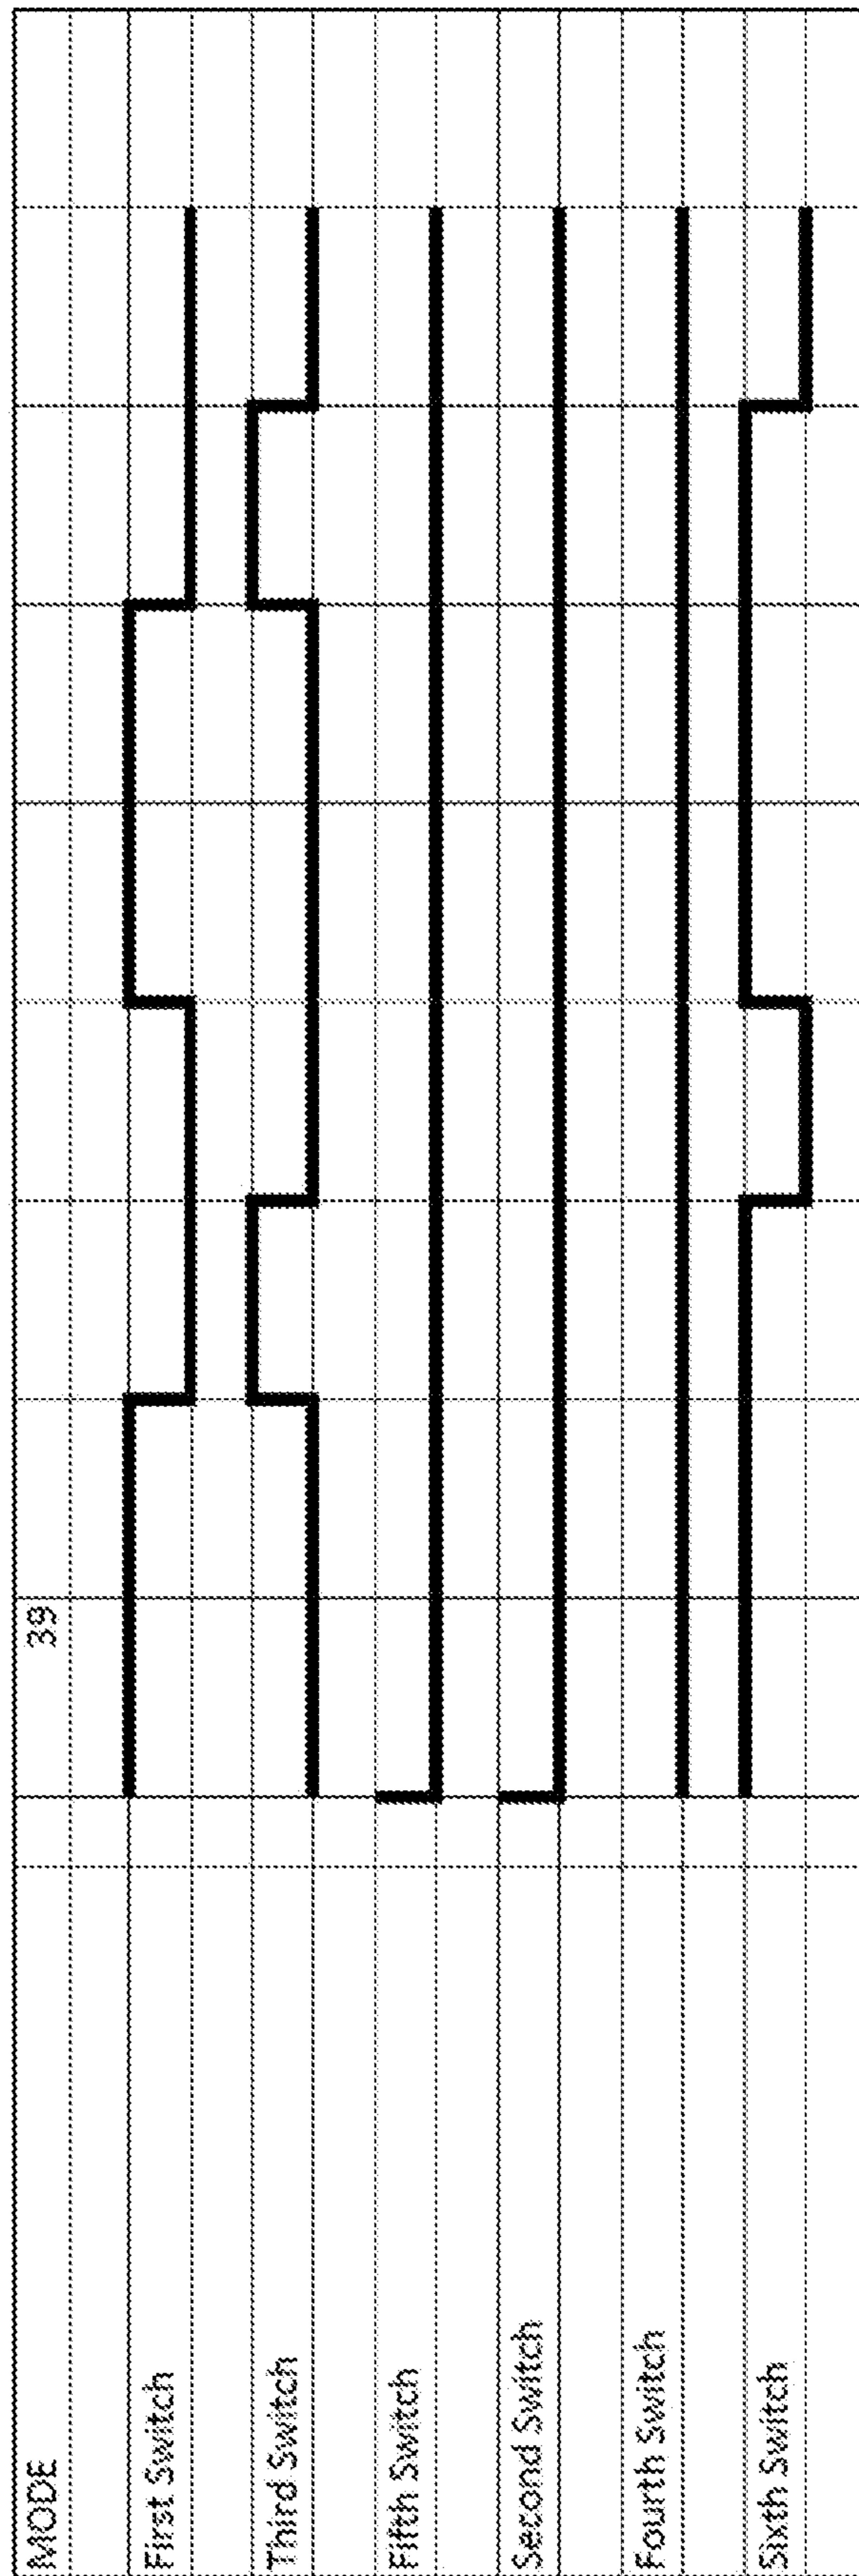 MODE 39
First Switch
Third Switch
Fifth Switch
Second Switch
Fourth Switch
Sixth Switch